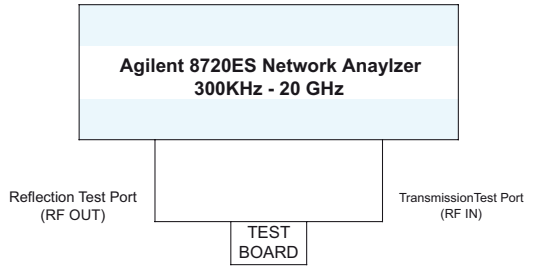 Agilent 8720ES Network Anaylzer
300KHz - 20 GHz
Reflection Test Port
(RF OUT)
TransmissionTest Port
(RF IN)
TEST
BOARD